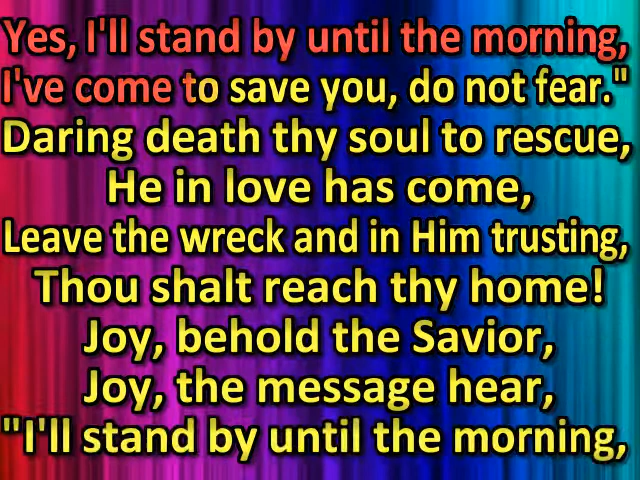 Yes, I'll stand by until the morning,
I've come to save you, do not fear."
Daring death thy soul to rescue,
He in love has come,
Leave the wreck and in Him trusting,
Thou shalt reach thy home!
Joy, behold the Savior,
Joy, the message hear,
"I'll stand by until the morning,